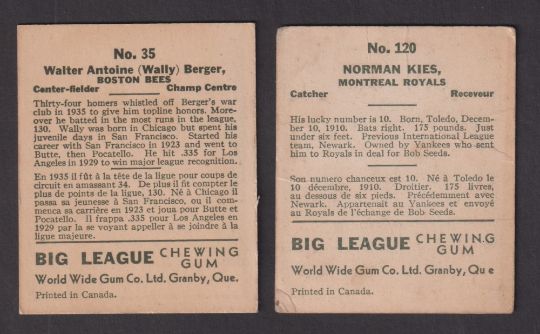 No. 35
Walter Antoine (Wally) Berger,
BOSTON BEES
Center-fielder Champ Centre
Thirty-four homers whistled off Berger's war
club in 1935 to give him topline honors. More-
over he batted in the most runs in the league,
130. Wally was born in Chicago but spent his
juvenile days in San Francisco. Started his
career with San Francisco in 1923 and went to
Butte, then Pocatello. He hit .335 for Los
Angeles in 1929 to win major league recognition.
En 1935 il fût à la tête de la ligue pour coups de
circuit en amassant 34. De plus il fit compter le
plus de points de la ligue, 130. Né à Chicago il
passa sa jeunesse à San Francisco, ou il com-
menca sa carrière en 1923 et joua pour Butte et
Pocatello. Il frappa .335 pour Los Angeles en
1929 par la se voyant appeller à se joindre à la
ligue majeure.
BIG LEAGUE CHEWING
GUM
World Wide Gum Co. Ltd. Granby, Que.
Printed in Canada.
No. 120
NORMAN KIES,
MONTREAL ROYALS
Catcher Receveur
His lucky number is 10. Born, Toledo, Decem-
ber 10, 1910. Bats right. 175 pounds. Just
under six feet. Previous International League
team, Newark. Owned by Yankees who sent
him to Royals in deal for Bob Seeds.
Son numero chanceux est 10. Né à Toledo le
10 décembre, 1910. Droitier. 175 livres,
au dessous de six pieds. Précédemment avec
Newark. Appartenait au Yankees et envoyé
au Royals de l'échange de Bob Seeds.
BIG LEAGUE CHEWING
GUM
World Wide Gum Co. Ltd. Granby, Que
Printed in Canada.